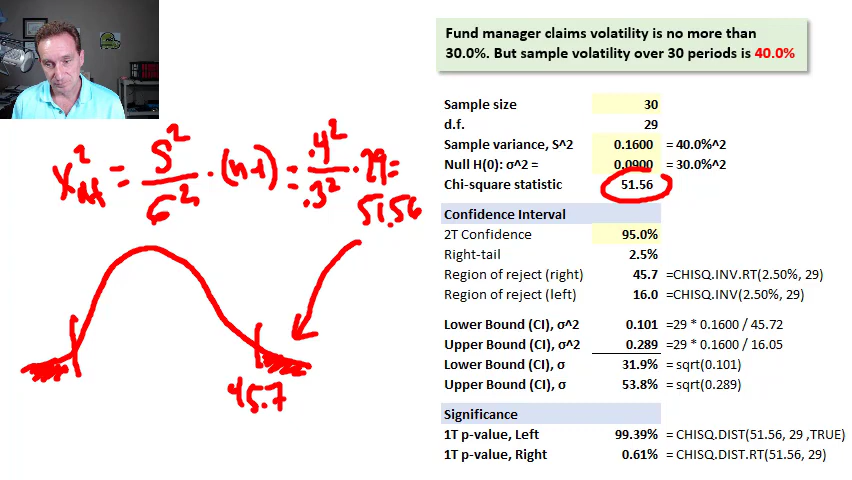 Fund manager claims volatility is no more than
30.0%. But sample volatility over 30 periods is 40.0%
Sample size 30
d.f. 29
Sample variance, S^2 0.1600 = 40.0%^2
Null H(0): σ^2 = 0.0900 = 30.0%^2
Chi-square statistic 51.56
Confidence Interval
2T Confidence 95.0%
Right-tail 2.5%
Region of reject (right) 45.7 =CHISQ.INV.RT(2.50%, 29)
Region of reject (left) 16.0 =CHISQ.INV(2.50%, 29)
Lower Bound (CI), σ^2 0.101 =29 * 0.1600 / 45.72
Upper Bound (CI), σ^2 0.289 =29 * 0.1600 / 16.05
Lower Bound (CI), σ 31.9% = sqrt(0.101)
Upper Bound (CI), σ 53.8% = sqrt(0.289)
Significance
1T p-value, Left 99.39% = CHISQ.DIST(51.56, 29 ,TRUE)
1T p-value, Right 0.61% = CHISQ.DIST.RT(51.56, 29)
X²df = S²/σ² · (n-1) = .4²/.3² · 29 =
51.56
45.7